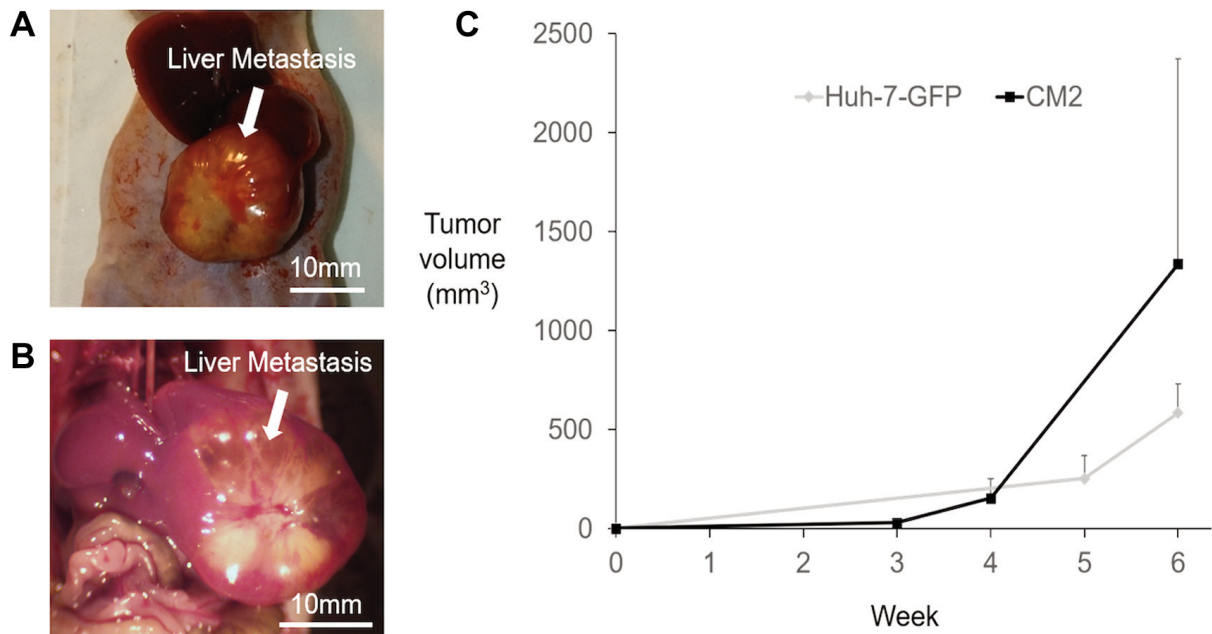 A
Liver Metastasis
10mm
B
Liver Metastasis
10mm
C
2500
2000
1500
1000
500
0
Tumor
volume
(mm³)
Huh-7-GFP CM2
0 1 2 3 4 5 6
Week